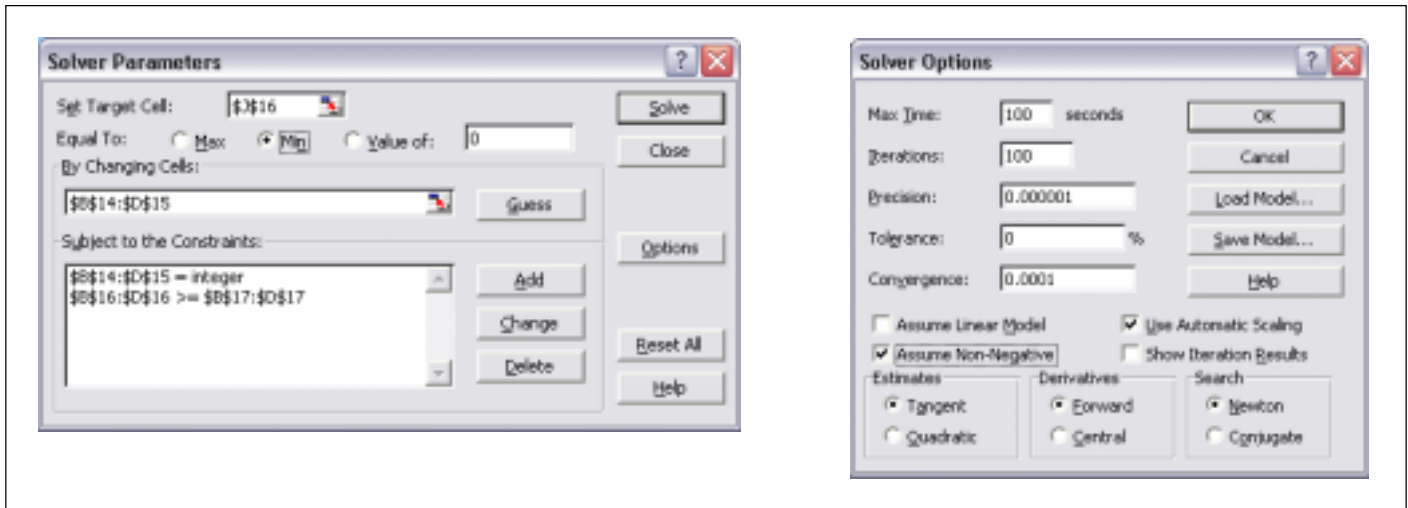 Solver Parameters
Set Target Cell: $J$16
Equal To: Max Min Value of: 0
By Changing Cells:
$B$14:$D$15
Guess
Subject to the Constraints:
$B$14:$D$15 = integer
$B$16:$D$16 >= $B$17:$D$17
Add
Change
Delete
Solve
Close
Options
Reset All
Help
Solver Options
Max Time: 100 seconds
Iterations: 100
Precision: 0.000001
Tolerance: 0 %
Convergence: 0.0001
Assume Linear Model
Use Automatic Scaling
Assume Non-Negative
Show Iteration Results
Estimates
Tangent
Quadratic
Derivatives
Forward
Central
Search
Newton
Conjugate
OK
Cancel
Load Model...
Save Model...
Help